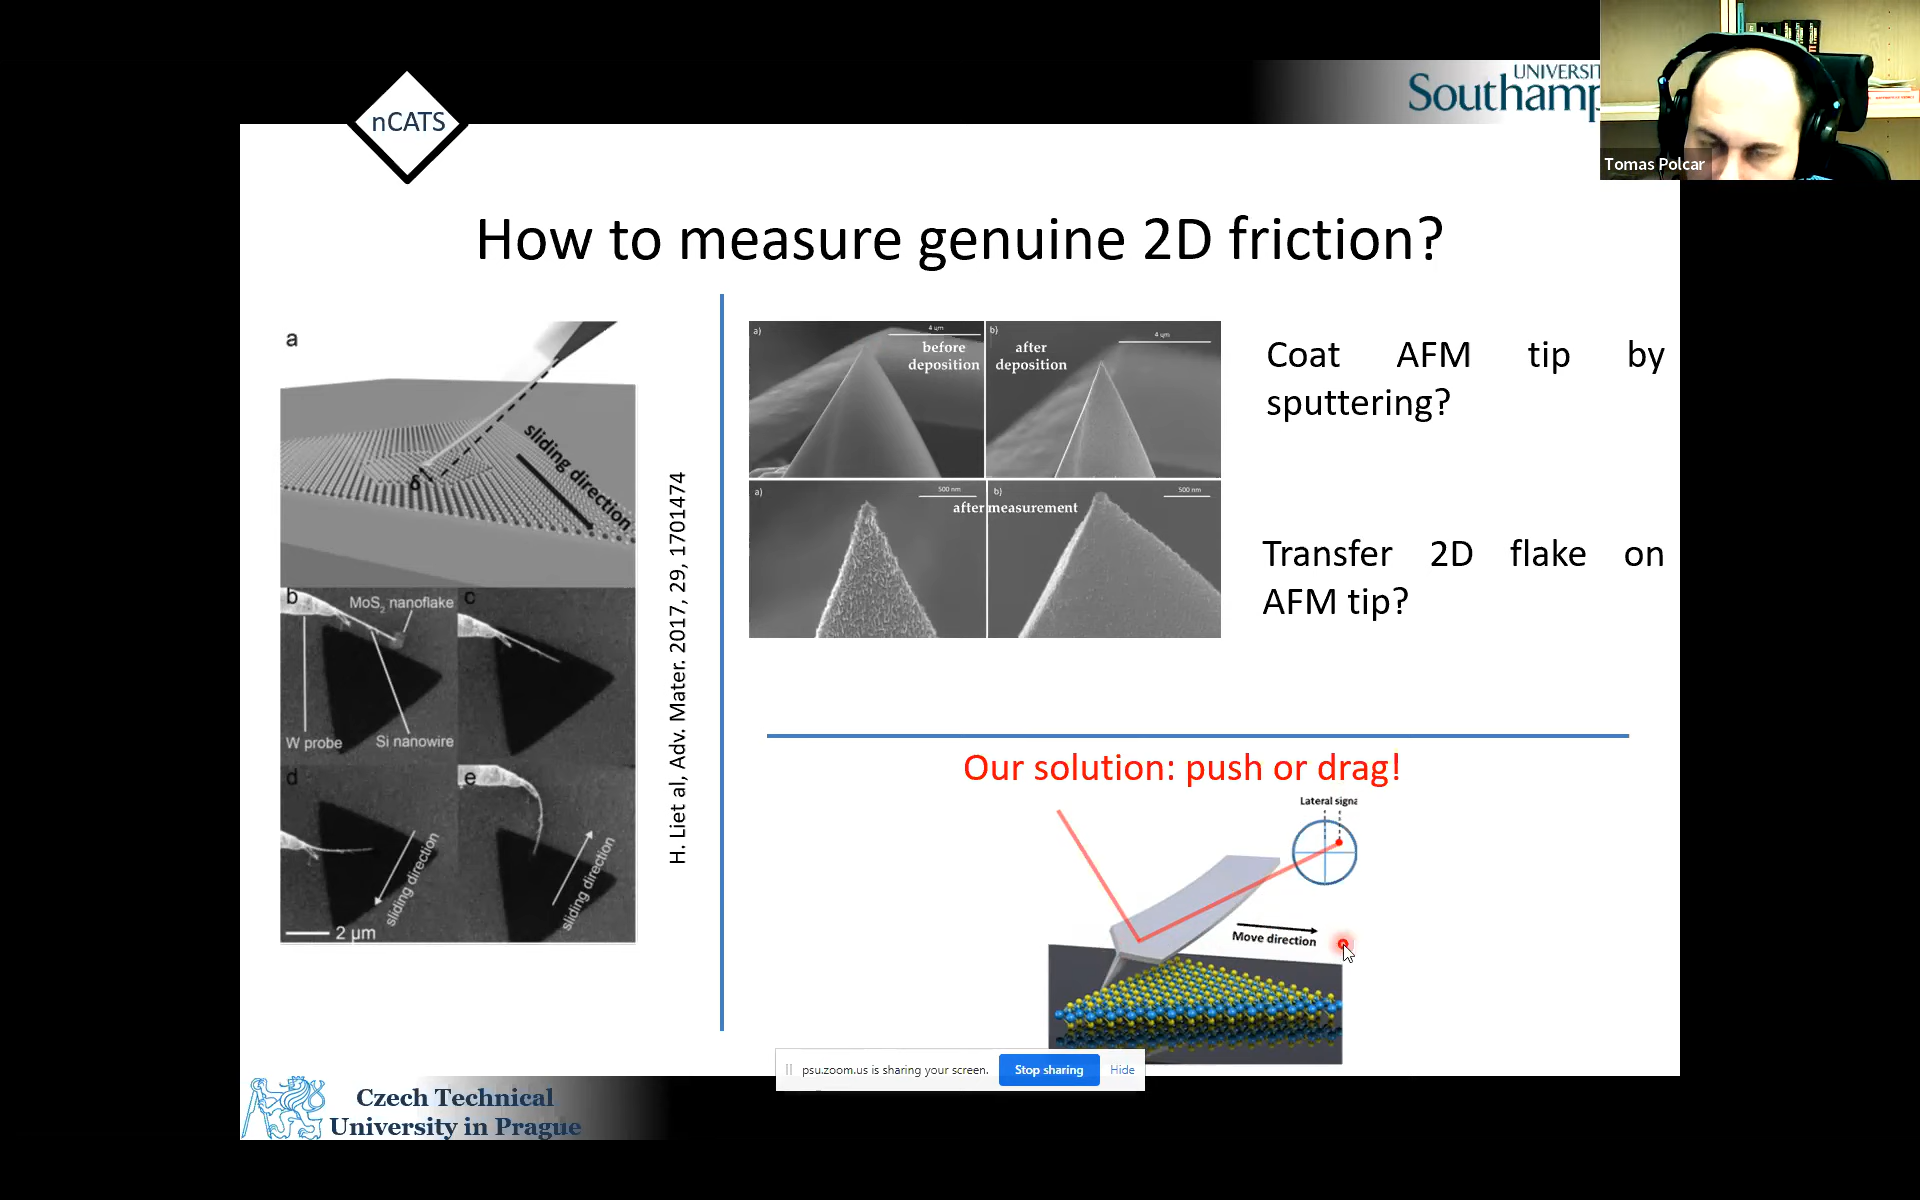 nCATS
UNIVERSIT
Southamp
Tomas Polcar
How to measure genuine 2D friction?
a
sliding direction
δ
b
MoS2 nanoflake
c
W probe
Si nanowire
d
e
sliding direction
sliding direction
2 µm
H. Liet al, Adv. Mater. 2017, 29, 1701474
a)
4 µm
before
deposition
b)
4 µm
after
deposition
a)
500 nm
b)
500 nm
after measurement
Coat AFM tip by
sputtering?
Transfer 2D flake on
AFM tip?
Our solution: push or drag!
Lateral signa
Move direction
psu.zoom.us is sharing your screen.
Stop sharing
Hide
Czech Technical
University in Prague